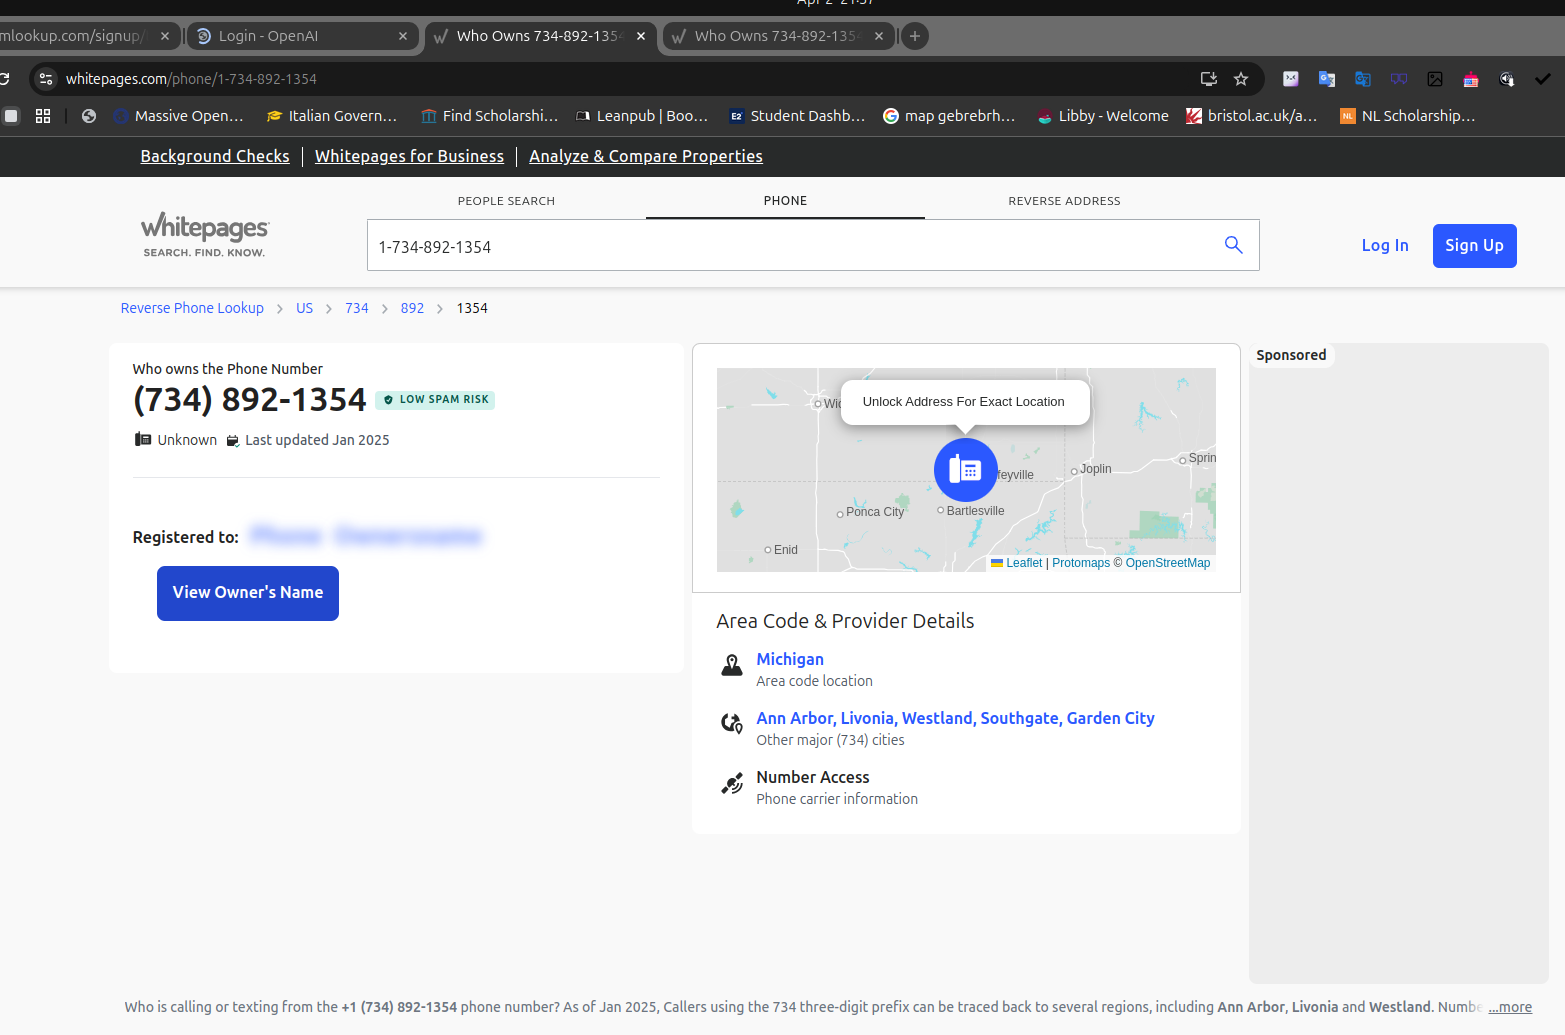 mlookup.com/signup/
Login - OpenAI
Who Owns 734-892-1354
Who Owns 734-892-1354
whitepages.com/phone/1-734-892-1354
Massive Open...
Italian Govern...
Find Scholarshi...
Leanpub | Boo...
E2
Student Dashb...
map gebrebrh...
Libby - Welcome
bristol.ac.uk/a...
NL
NL Scholarship...
Background Checks
Whitepages for Business
Analyze & Compare Properties
PEOPLE SEARCH
PHONE
REVERSE ADDRESS
whitepages
SEARCH. FIND. KNOW.
1-734-892-1354
Log In
Sign Up
Reverse Phone Lookup > US > 734 > 892 > 1354
Who owns the Phone Number
(734) 892-1354
LOW SPAM RISK
Unknown
Last updated Jan 2025
Registered to:
View Owner's Name
Unlock Address For Exact Location
Wic
feyville
Joplin
Sprin
Ponca City
Bartlesville
Enid
Leaflet | Protomaps © OpenStreetMap
Area Code & Provider Details
Michigan
Area code location
Ann Arbor, Livonia, Westland, Southgate, Garden City
Other major (734) cities
Number Access
Phone carrier information
Sponsored
Who is calling or texting from the +1 (734) 892-1354 phone number? As of Jan 2025, Callers using the 734 three-digit prefix can be traced back to several regions, including Ann Arbor, Livonia and Westland. Numbe ...more